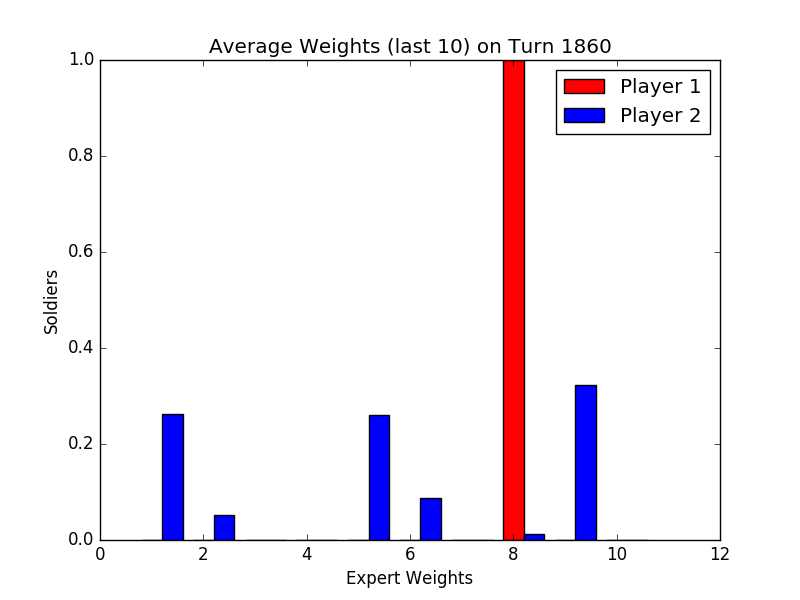 Average Weights (last 10) on Turn 1860
Player 1
Player 2
1.0
0.8
0.6
0.4
0.2
0.0
Soldiers
0 2 4 6 8 10 12
Expert Weights